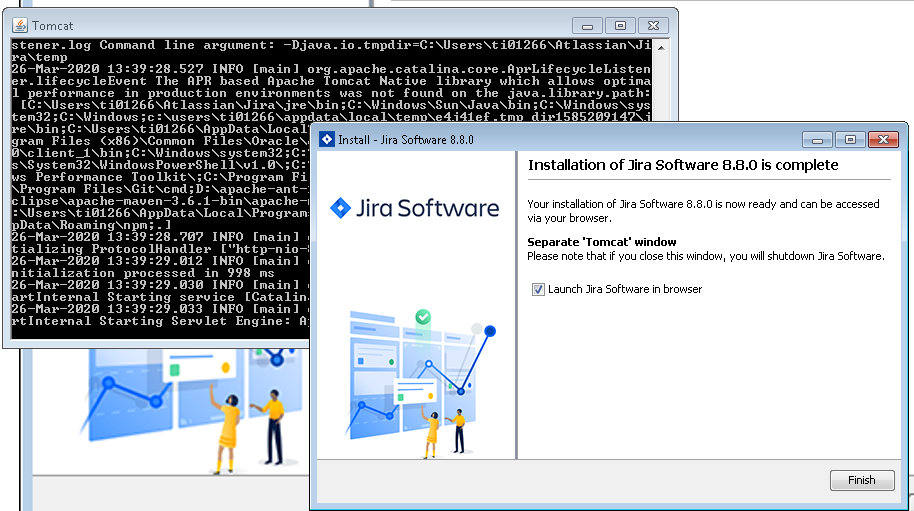 Tomcat
stener.log Command line argument: -Djava.io.tmpdir=C:\Users\ti01266\Atlassian\Ji
ra\temp
26-Mar-2020 13:39:28.527 INFO [main] org.apache.catalina.core.AprLifecycleListen
er.lifecycleEvent The APR based Apache Tomcat Native library which allows optima
l performance in production environments was not found on the java.library.path:
 [C:\Users\ti01266\Atlassian\Jira\jre\bin;C:\Windows\Sun\Java\bin;C:\Windows\sys
tem32;C:\Windows;c:\users\ti01266\appdata\local\temp\e4j41ef.tmp_dir1585209147\j
re\bin;C:\Users\ti01266\AppData\Local
gram Files (x86)\Common Files\Oracle\
0\client_1\bin;C:\Windows\system32;C:
s\System32\WindowsPowerShell\v1.0\;C:
ws Performance Toolkit\;C:\Program Fi
\Program Files\Git\cmd;D:\apache-ant-
clipse\apache-maven-3.6.1-bin\apache-m
:\Users\ti01266\AppData\Local\Program
pData\Roaming\npm;.]
26-Mar-2020 13:39:28.707 INFO [main]
tializing ProtocolHandler ["http-nio-
26-Mar-2020 13:39:29.012 INFO [main]
nitialization processed in 998 ms
26-Mar-2020 13:39:29.030 INFO [main]
artInternal Starting service [Catalin
26-Mar-2020 13:39:29.033 INFO [main]
rtInternal Starting Servlet Engine: A
Install - Jira Software 8.8.0
Jira Software
Installation of Jira Software 8.8.0 is complete
Your installation of Jira Software 8.8.0 is now ready and can be accessed
via your browser.
Separate 'Tomcat' window
Please note that if you close this window, you will shutdown Jira Software.
Launch Jira Software in browser
Finish